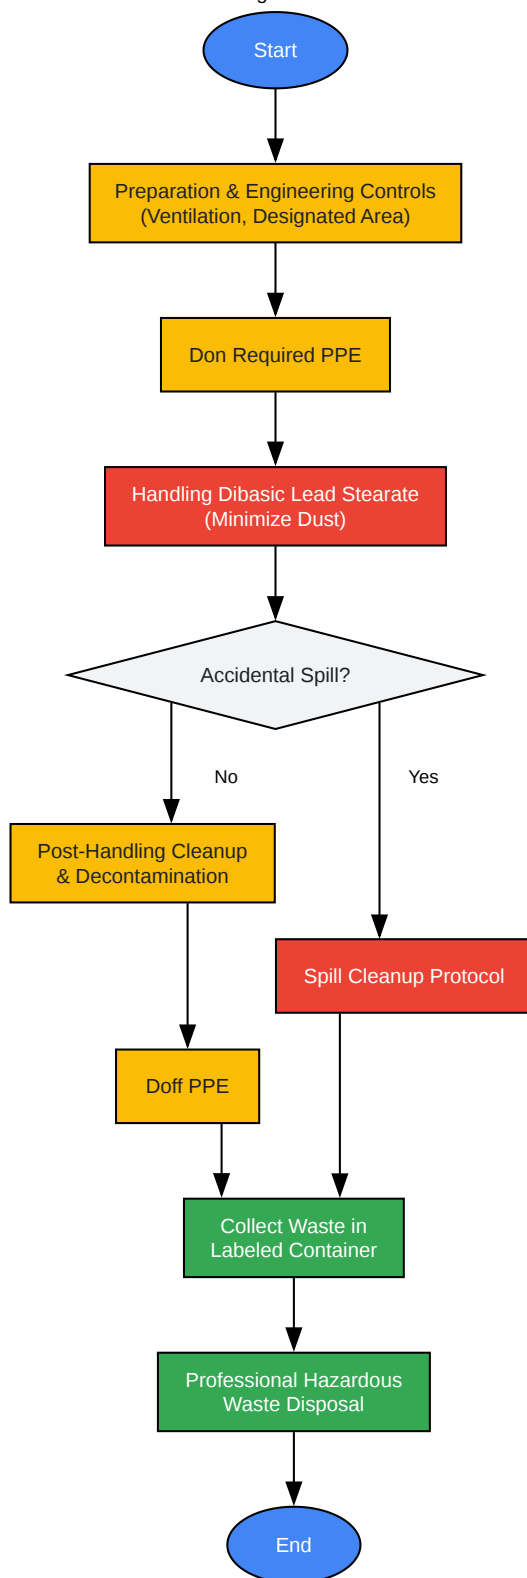 Start
Preparation & Engineering Controls
(Ventilation, Designated Area)
Don Required PPE
Handling Dibasic Lead Stearate
(Minimize Dust)
Accidental Spill?
No
Yes
Post-Handling Cleanup
& Decontamination
Spill Cleanup Protocol
Doff PPE
Collect Waste in
Labeled Container
Professional Hazardous
Waste Disposal
End